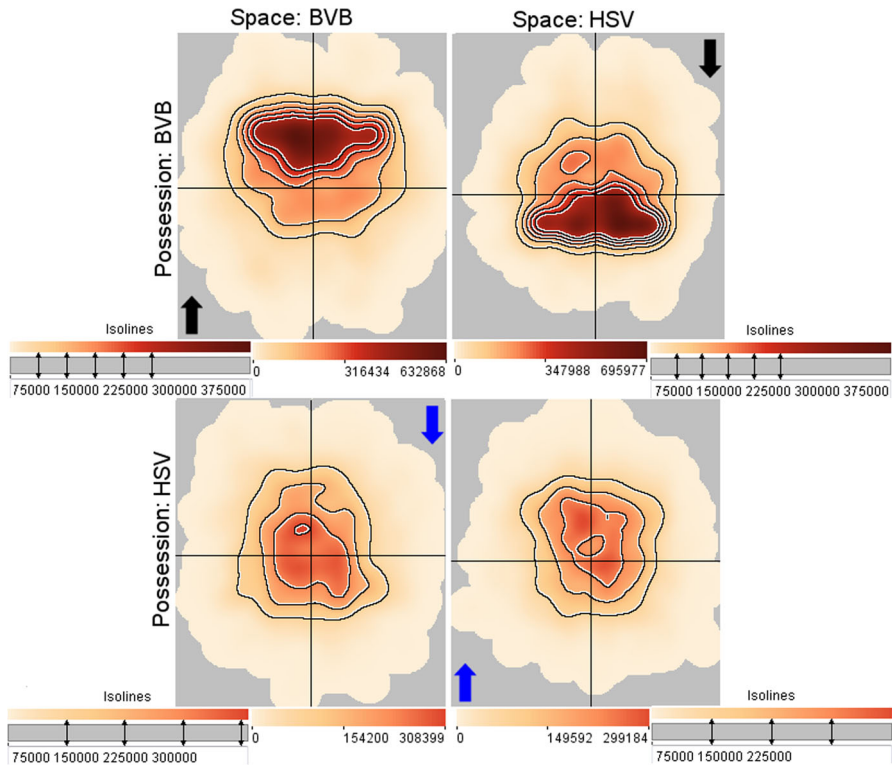 Space: BVB
Space: HSV
Possession: BVB
Isolines
75000 150000 225000 300000 375000
0 316434 632868
0 347988 695977
Isolines
75000 150000 225000 300000 375000
Possession: HSV
Isolines
75000 150000 225000 300000
0 154200 308399
0 149592 299184
Isolines
75000 150000 225000